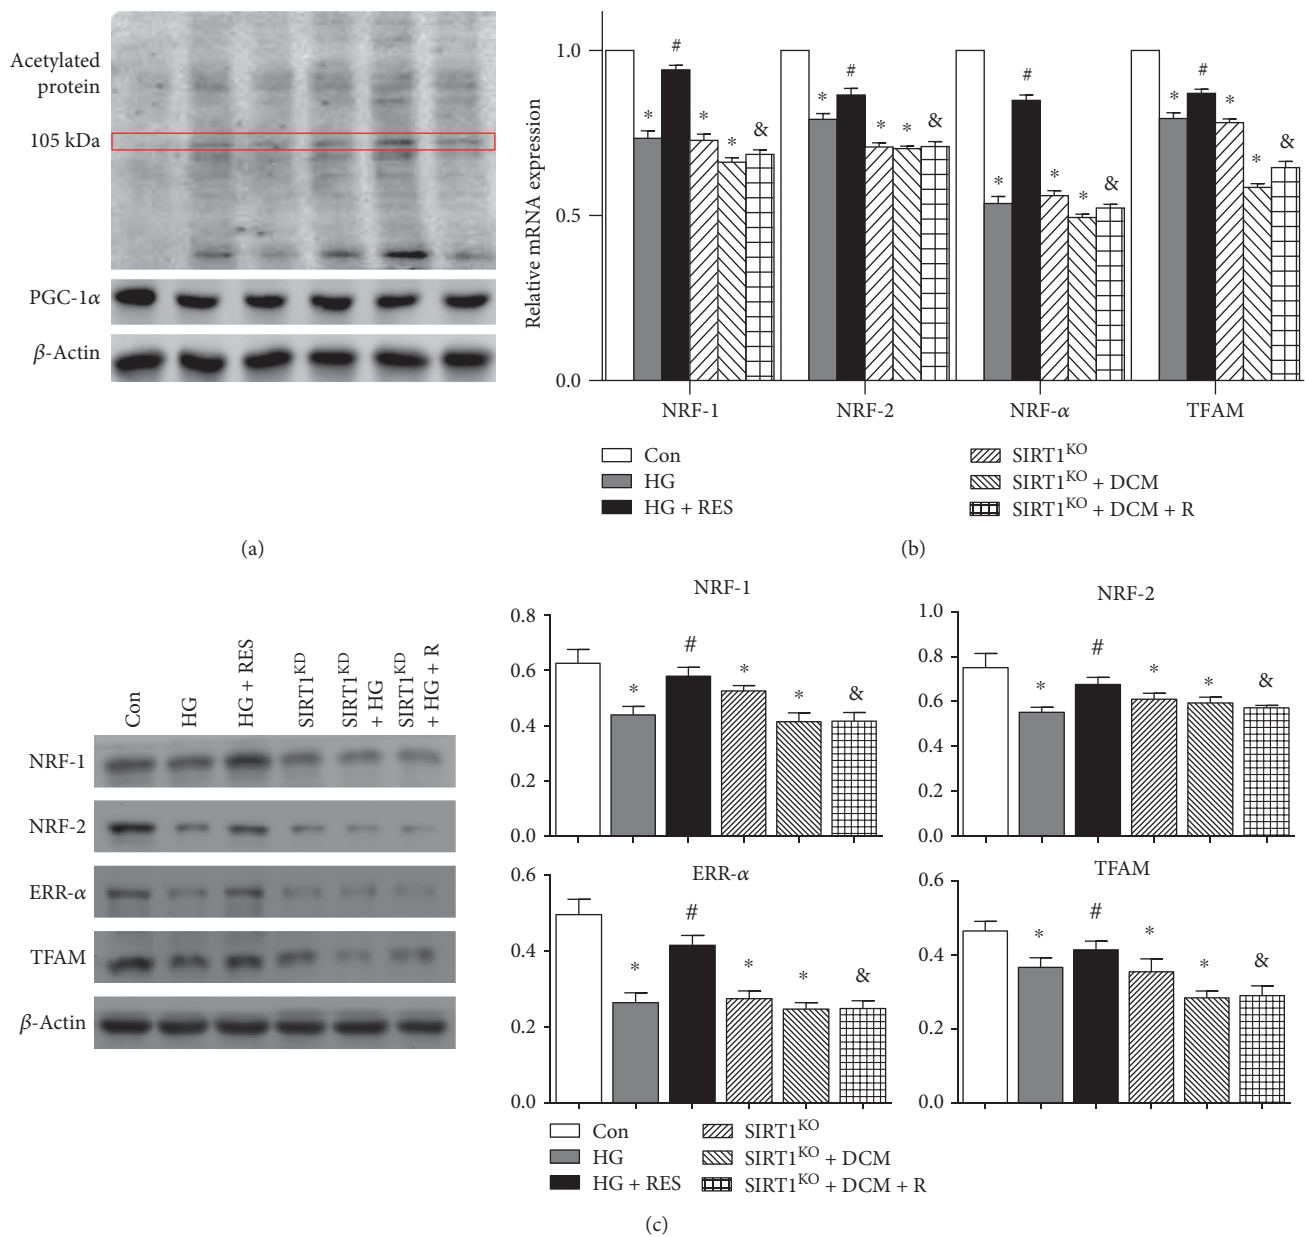 Acetylated
protein
105 kDa
PGC-1α
β-Actin
(a)
Relative mRNA expression
1.0
0.5
0.0
# # # #
* * * & * * * & * * * & * * * &
NRF-1 NRF-2 NRF-α TFAM
Con
HG
HG + RES
SIRT1KO
SIRT1KO + DCM
SIRT1KO + DCM + R
(b)
Con
HG
HG + RES
SIRT1KD
SIRT1KD
+ HG
SIRT1KD
+ HG + R
NRF-1
NRF-2
ERR-α
TFAM
β-Actin
NRF-1
0.8
0.6
0.4
0.2
0.0
* # * * &
NRF-2
1.0
0.8
0.6
0.4
0.2
0.0
* # * * &
ERR-α
0.6
0.4
0.2
0.0
* # * * &
TFAM
0.6
0.4
0.2
0.0
* # * * &
Con
HG
HG + RES
SIRT1KO
SIRT1KO + DCM
SIRT1KO + DCM + R
(c)